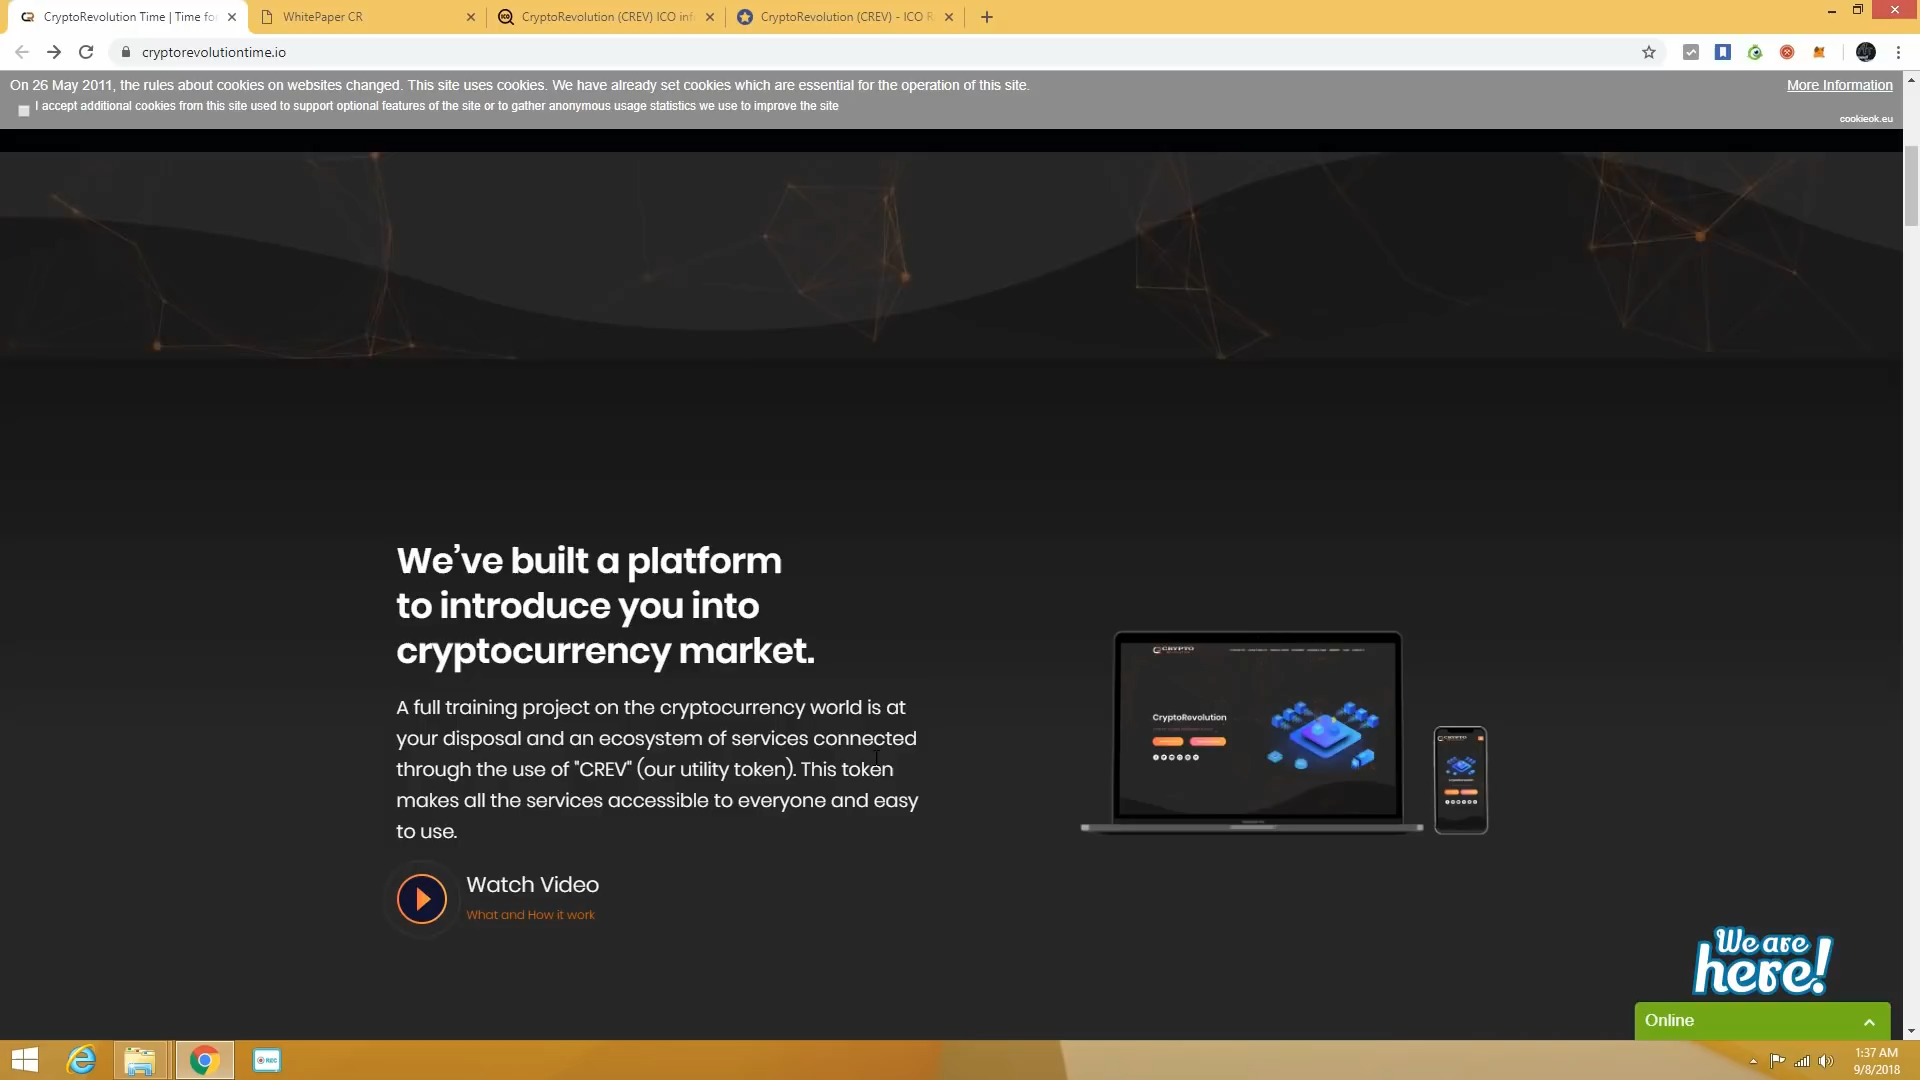 CryptoRevolution Time | Time for
WhitePaper CR
CryptoRevolution (CREV) ICO inf
CryptoRevolution (CREV) - ICO R
cryptorevolutiontime.io
On 26 May 2011, the rules about cookies on websites changed. This site uses cookies. We have already set cookies which are essential for the operation of this site.
More Information
I accept additional cookies from this site used to support optional features of the site or to gather anonymous usage statistics we use to improve the site
cookieok.eu
We’ve built a platform
to introduce you into
cryptocurrency market.
A full training project on the cryptocurrency world is at
your disposal and an ecosystem of services connected
through the use of "CREV" (our utility token). This token
makes all the services accessible to everyone and easy
to use.
Watch Video
What and How it work
CRYPTO
CryptoRevolution
We are
here!
Online
REC
1:37 AM
9/8/2018